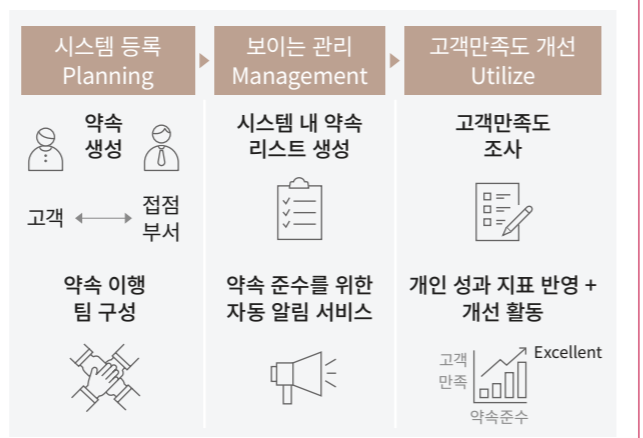 시스템 등록
Planning
보이는 관리
Management
고객만족도 개선
Utilize
약속
생성
고객
접점
부서
약속 이행
팀 구성
시스템 내 약속
리스트 생성
약속 준수를 위한
자동 알림 서비스
고객만족도
조사
개인 성과 지표 반영 +
개선 활동
고객
만족
Excellent
약속준수